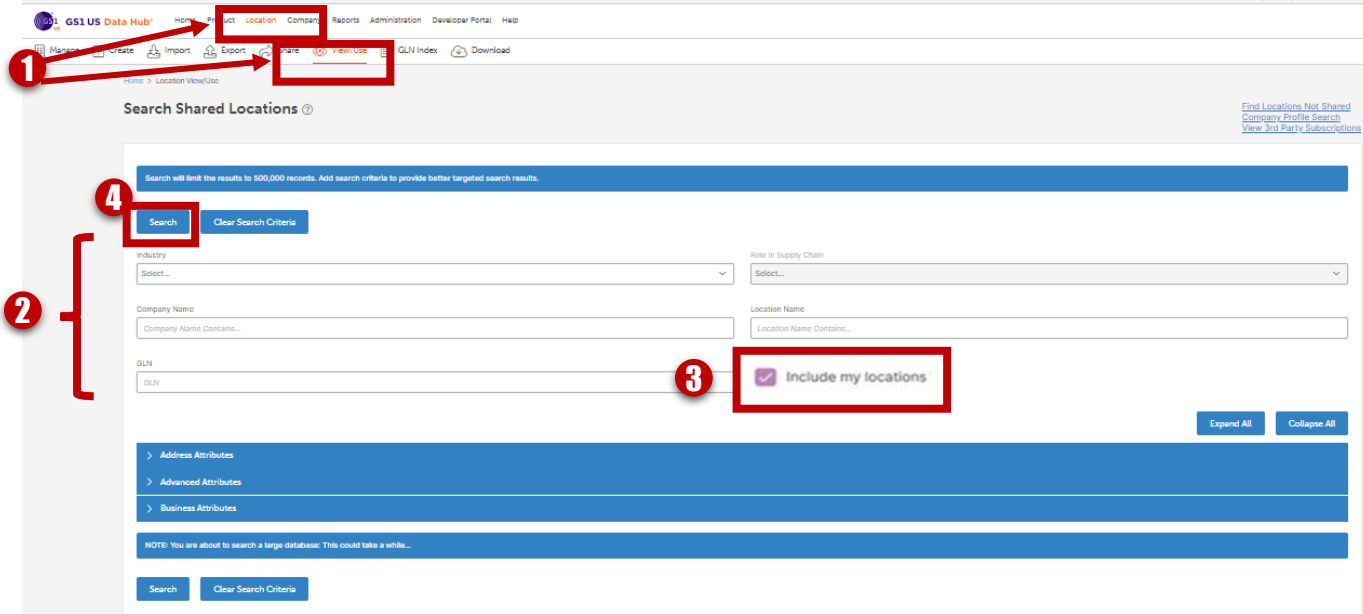 GS1 US GS1 US Data Hub Home Product Location Company Reports Administration Developer Portal Help
Manage Create Import Export Share View/Use GLN Index Download
1
Home > Location View/Use
Search Shared Locations ?
Find Locations Not Shared
Company Profile Search
View 3rd Party Subscriptions
Search will limit the results to 500,000 records. Add search criteria to provide better targeted search results.
4
Search Clear Search Criteria
Industry Role In Supply Chain
Select... Select...
2
Company Name Location Name
Company Name Contains... Location Name Contains...
GLN
GLN
3 Include my locations
Expand All Collapse All
Address Attributes
Advanced Attributes
Business Attributes
NOTE: You are about to search a large database: This could take a while...
Search Clear Search Criteria